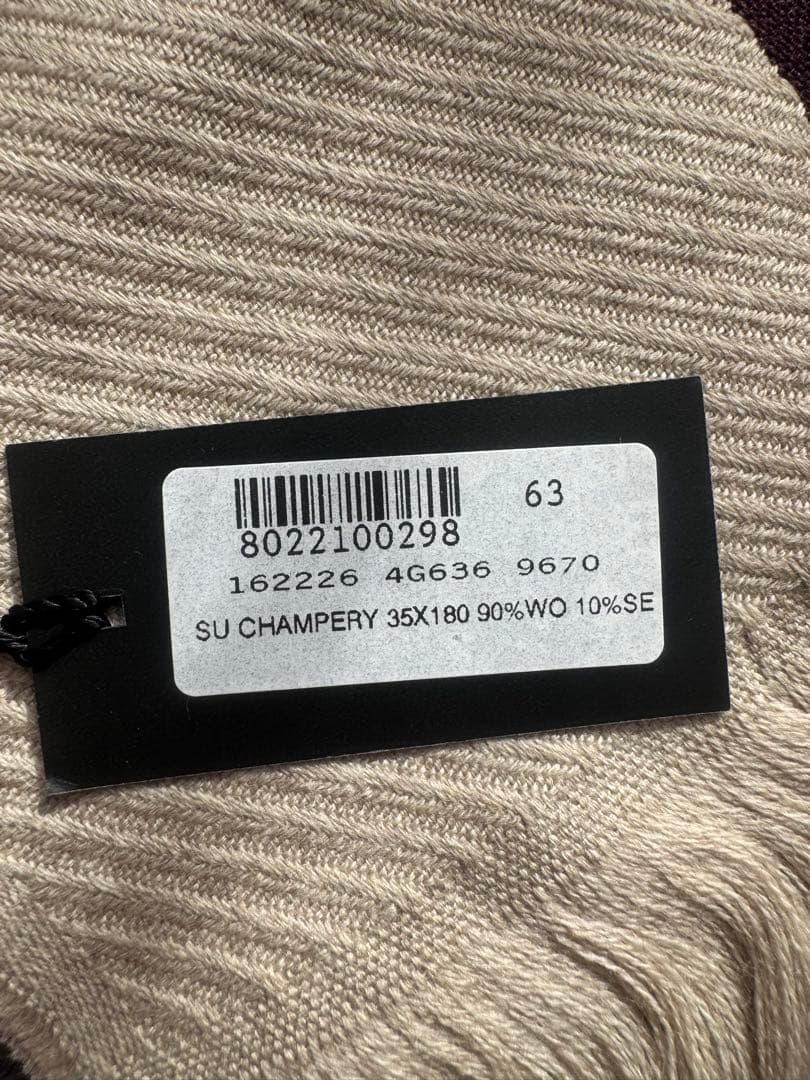 63
8022100298
162226 4G636 9670
SU CHAMPERY 35X180 90%WO 10%SE